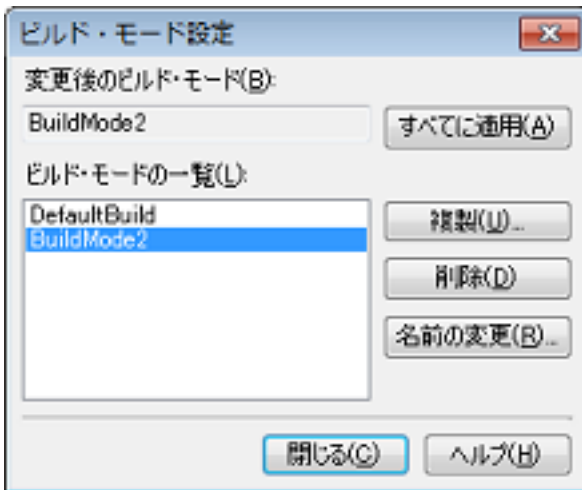 ビルド・モード設定
変更後のビルド・モード(B):
BuildMode2
すべてに適用(A)
ビルド・モードの一覧(L):
DefaultBuild
BuildMode2
複製(U)...
削除(D)
名前の変更(R)...
閉じる(C)
ヘルプ(H)